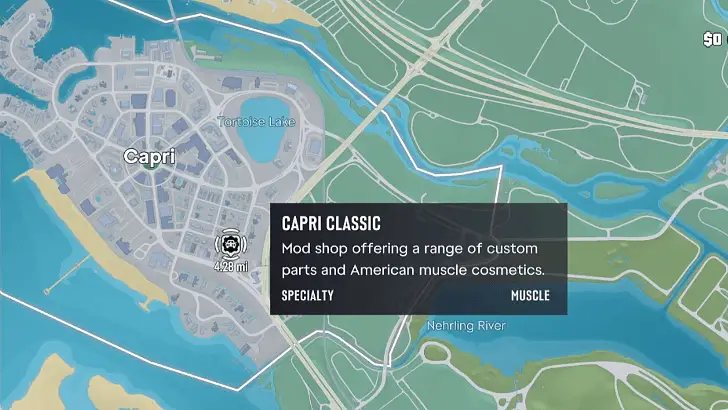 $0
Tortoise Lake
Capri
CAPRI CLASSIC
Mod shop offering a range of custom
parts and American muscle cosmetics.
4.28 mi
SPECIALTY MUSCLE
Nehrling River